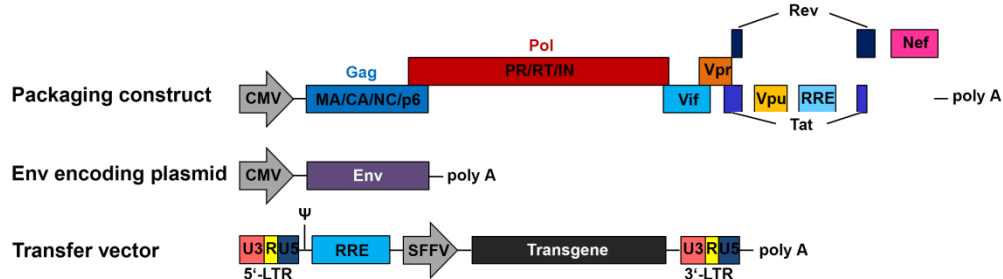 Rev
Pol
Nef
Gag
PR/RT/IN
Vpr
Packaging construct
CMV
MA/CA/NC/p6
Vif
Vpu
RRE
poly A
Tat
Env encoding plasmid
CMV
Env
poly A
Ψ
Transfer vector
U3 R U5
RRE
SFFV
Transgene
U3 R U5
poly A
5‘-LTR
3‘-LTR